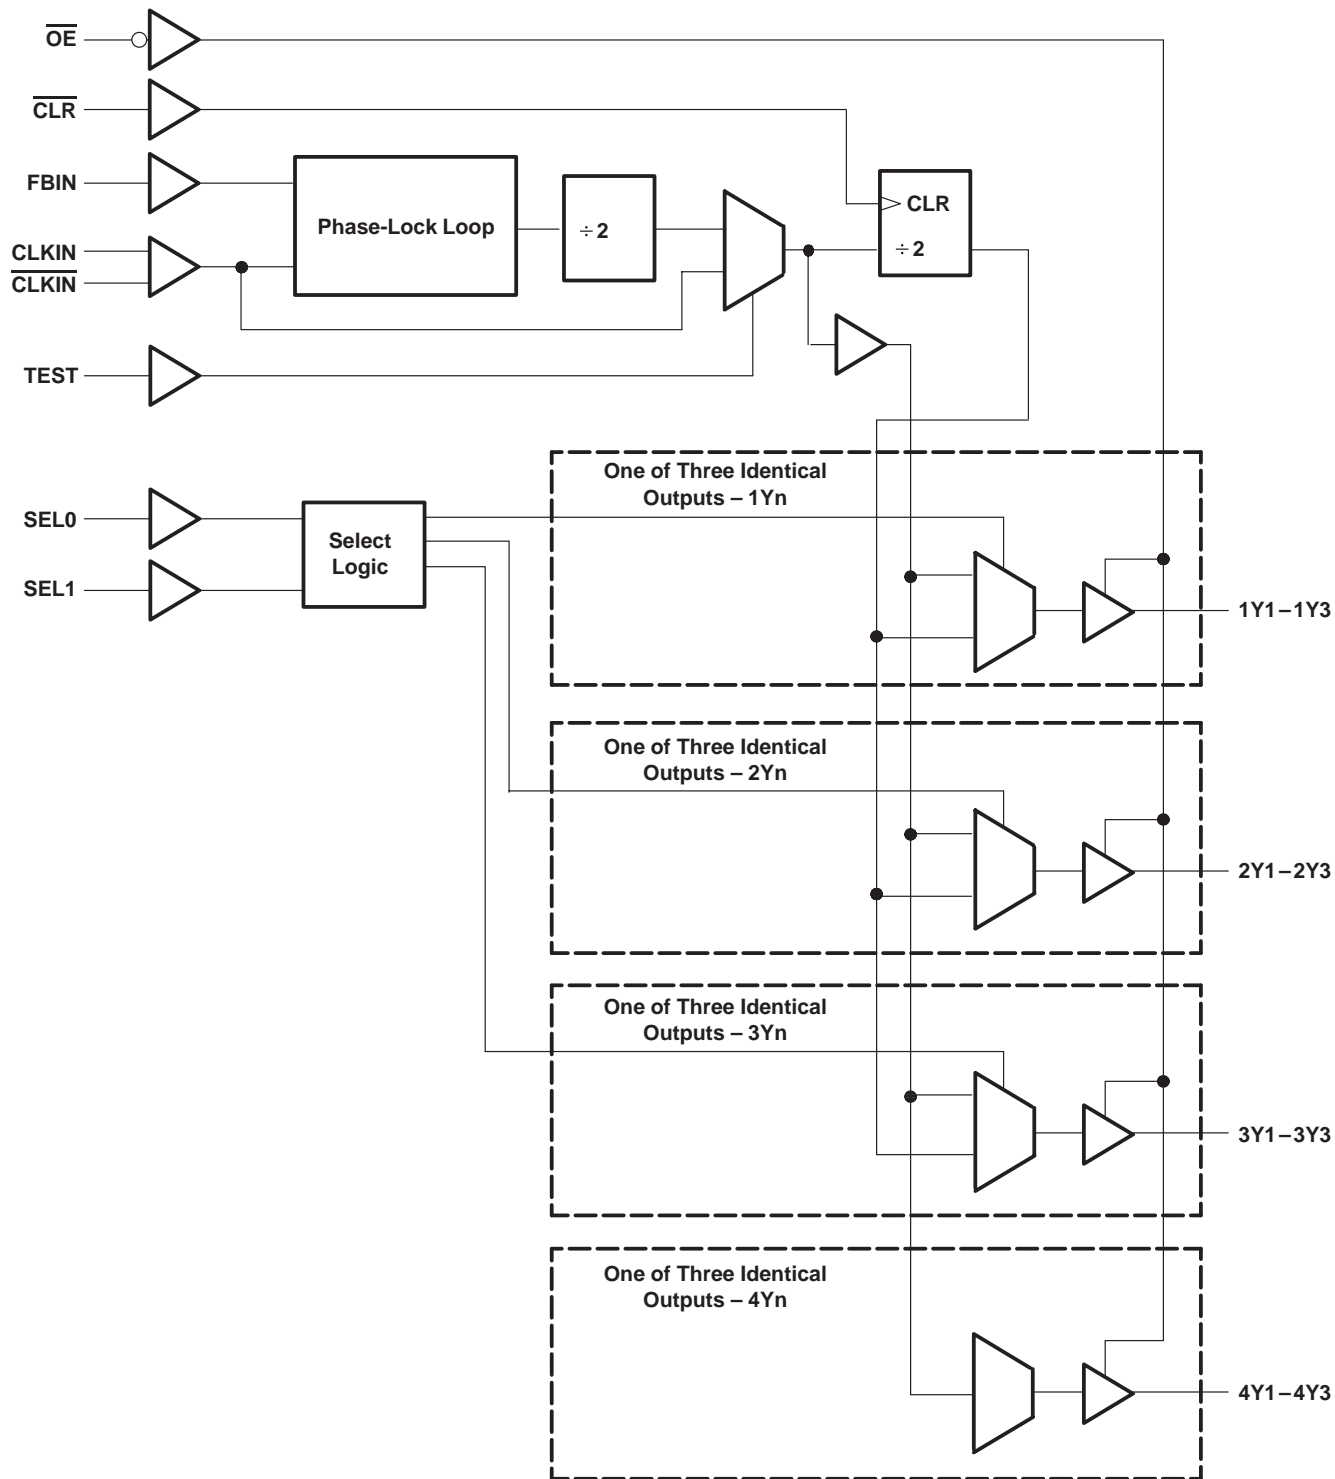 OE
CLR
FBIN
CLKIN
CLKIN
TEST
Phase-Lock Loop
÷2
CLR
÷2
SEL0
SEL1
Select
Logic
One of Three Identical
Outputs – 1Yn
1Y1–1Y3
One of Three Identical
Outputs – 2Yn
2Y1–2Y3
One of Three Identical
Outputs – 3Yn
3Y1–3Y3
One of Three Identical
Outputs – 4Yn
4Y1–4Y3